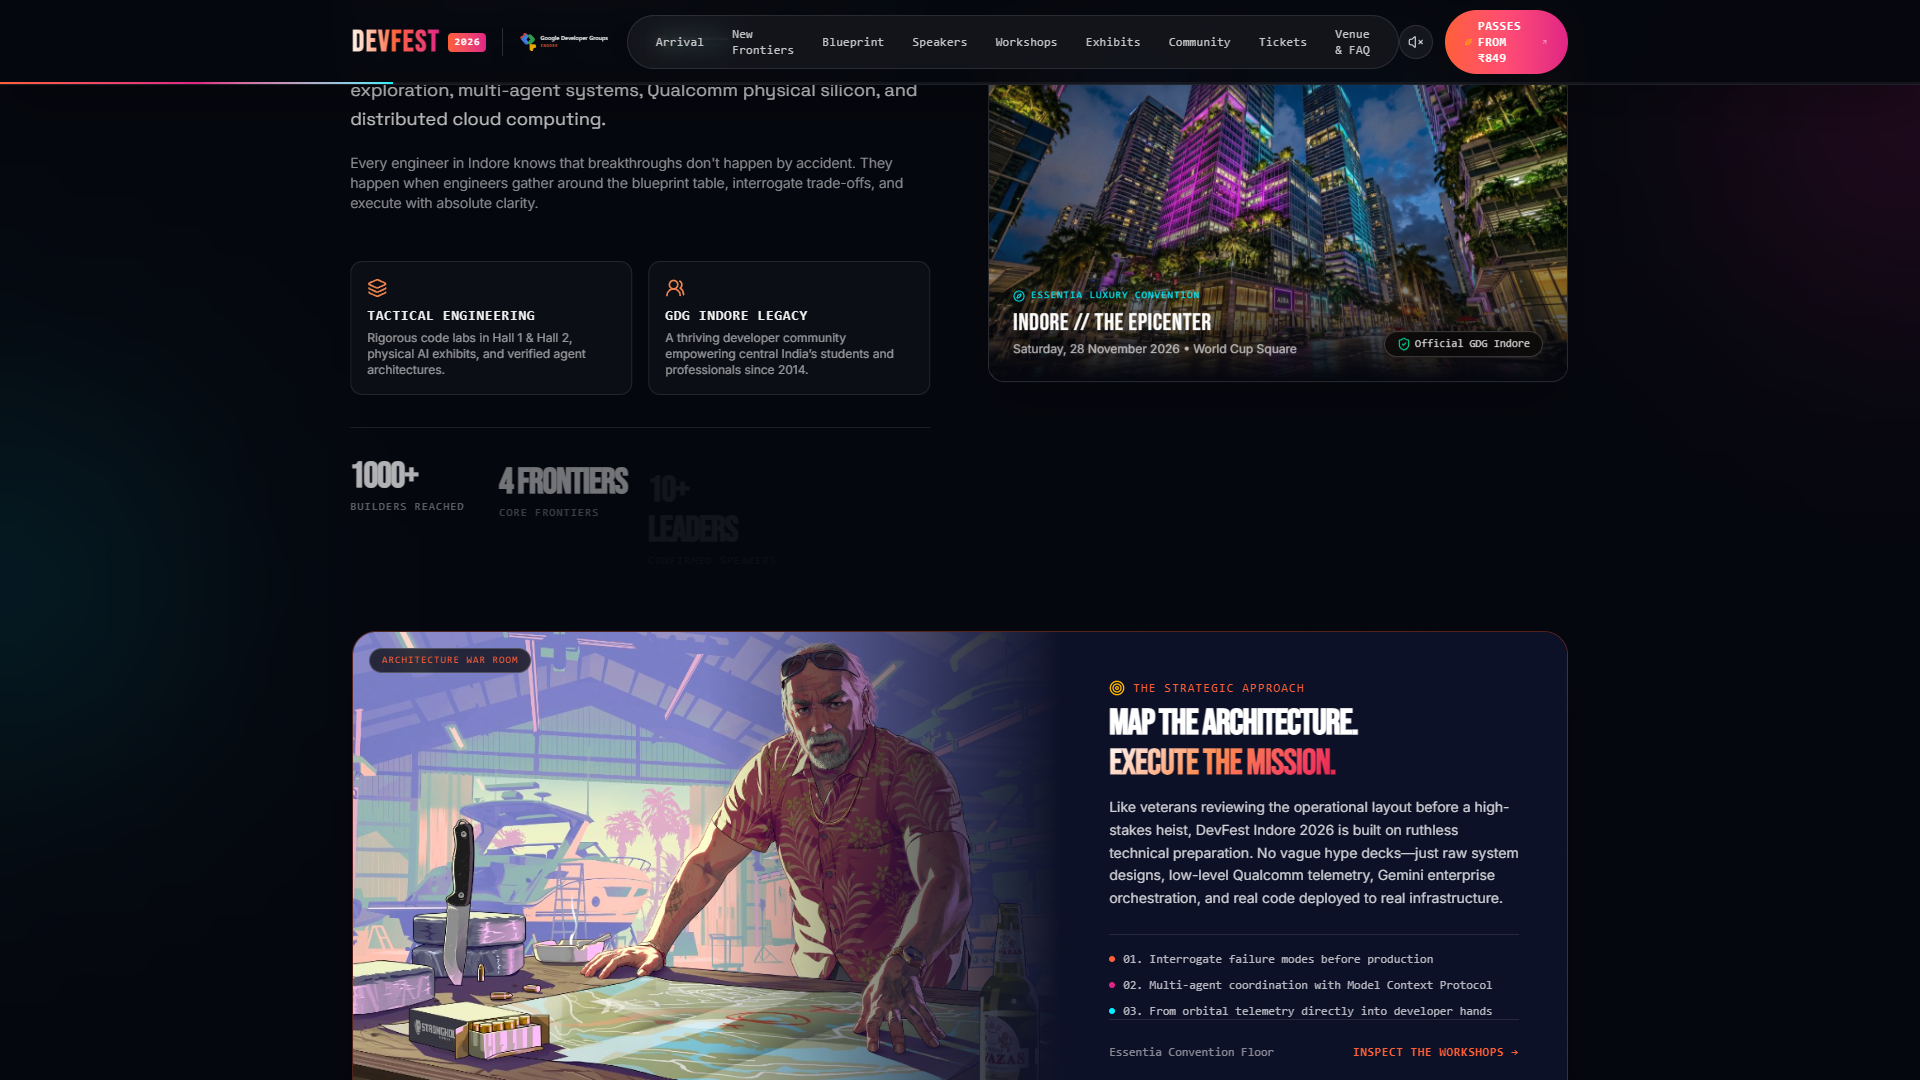 DEVFEST
2026
Google Developer Groups
INDORE
Arrival
New
Frontiers
Blueprint
Speakers
Workshops
Exhibits
Community
Tickets
Venue
& FAQ
PASSES
FROM
₹849
exploration, multi-agent systems, Qualcomm physical silicon, and
distributed cloud computing.
Every engineer in Indore knows that breakthroughs don't happen by accident. They
happen when engineers gather around the blueprint table, interrogate trade-offs, and
execute with absolute clarity.
TACTICAL ENGINEERING
Rigorous code labs in Hall 1 & Hall 2,
physical AI exhibits, and verified agent
architectures.
GDG INDORE LEGACY
A thriving developer community
empowering central India's students and
professionals since 2014.
ESSENTIA LUXURY CONVENTION
INDORE // THE EPICENTER
Saturday, 28 November 2026 • World Cup Square
Official GDG Indore
1000+
BUILDERS REACHED
4 FRONTIERS
CORE FRONTIERS
10+
LEADERS
CONFIRMED SPEAKERS
ARCHITECTURE WAR ROOM
THE STRATEGIC APPROACH
MAP THE ARCHITECTURE.
EXECUTE THE MISSION.
Like veterans reviewing the operational layout before a high-
stakes heist, DevFest Indore 2026 is built on ruthless
technical preparation. No vague hype decks—just raw system
designs, low-level Qualcomm telemetry, Gemini enterprise
orchestration, and real code deployed to real infrastructure.
01. Interrogate failure modes before production
02. Multi-agent coordination with Model Context Protocol
03. From orbital telemetry directly into developer hands
Essentia Convention Floor
INSPECT THE WORKSHOPS →